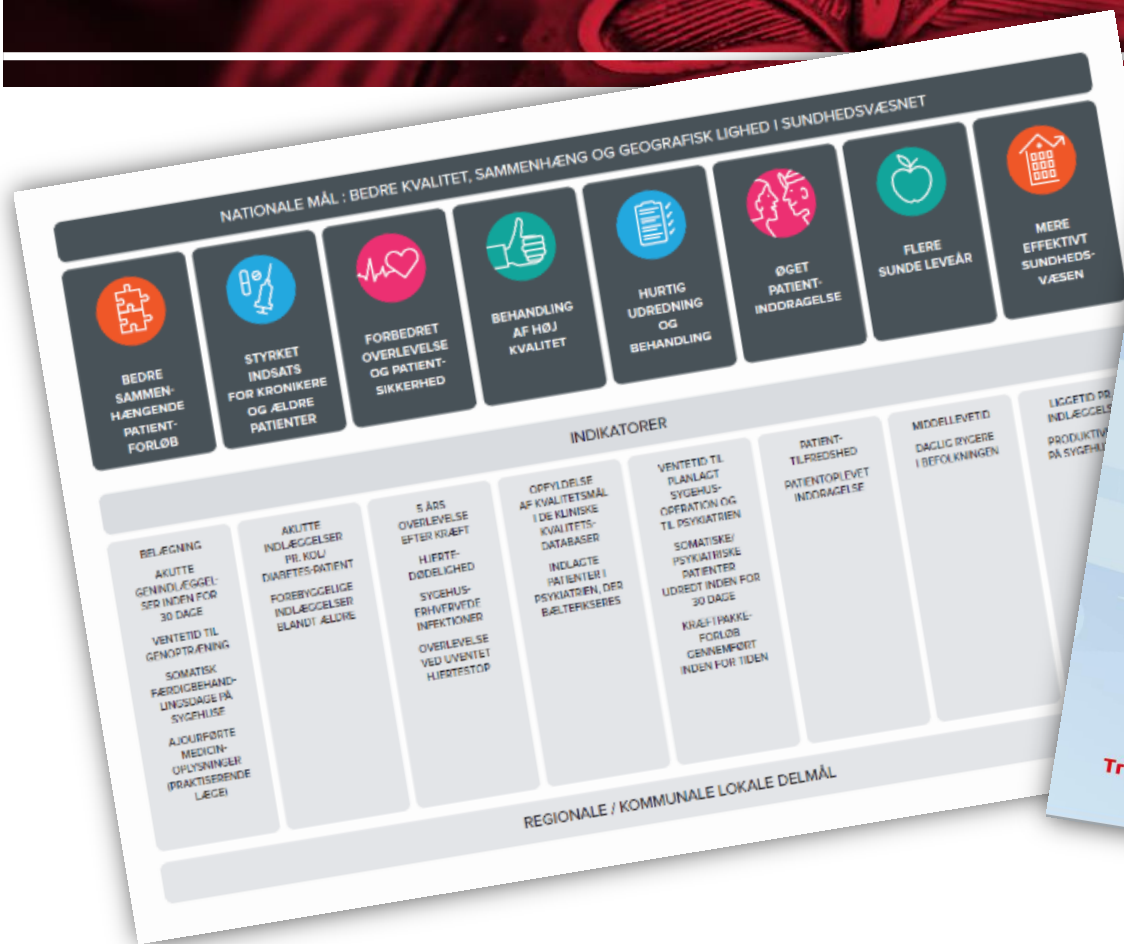 NATIONALE MÅL : BEDRE KVALITET, SAMMENHÆNG OG GEOGRAFISK LIGHED I SUNDHEDSVÆSNET
BEDRE
SAMMEN-
HÆNGENDE
PATIENT-
FORLØB
STYRKET
INDSATS
FOR KRONIKERE
OG ÆLDRE
PATIENTER
FORBEDRET
OVERLEVELSE
OG PATIENT-
SIKKERHED
BEHANDLING
AF HØJ
KVALITET
HURTIG
UDREDNING
OG
BEHANDLING
ØGET
PATIENT-
INDDRAGELSE
FLERE
SUNDE LEVEÅR
MERE
EFFEKTIVT
SUNDHEDS-
VÆSEN
INDIKATORER
BELÆGNING
AKUTTE
GENINDLÆGGEL-
SER INDEN FOR
30 DAGE
VENTETID TIL
GENOPTRÆNING
SOMATISK
FÆRDIGBEHAND-
LINGSDAGE PÅ
SYGEHUSE
AJOURFØRTE
MEDICIN-
OPLYSNINGER
(PRAKTISERENDE
LÆGE)
AKUTTE
INDLÆGGELSER
PR. KOL/
DIABETES-PATIENT
FOREBYGGELIGE
INDLÆGGELSER
BLANDT ÆLDRE
5 ÅRS
OVERLEVELSE
EFTER KRÆFT
HJERTE-
DØDELIGHED
SYGEHUS-
ERHVERVEDE
INFEKTIONER
OVERLEVELSE
VED UVENTET
HJERTESTOP
OPFYLDELSE
AF KVALITETSMÅL
I DE KLINISKE
KVALITETS-
DATABASER
INDLAGTE
PATIENTER I
PSYKIATRIEN, DER
BÆLTEFIKSERES
VENTETID TIL
PLANLAGT
SYGEHUS-
OPERATION OG
TIL PSYKIATRIEN
SOMATISKE/
PSYKIATRISKE
PATIENTER
UDREDT INDEN FOR
30 DAGE
KRÆFTPAKKE-
FORLØB
GENNEMFØRT
INDEN FOR TIDEN
PATIENT-
TILFREDSHED
PATIENTOPLEVET
INDDRAGELSE
MIDDELLEVETID
DAGLIG RYGERE
I BEFOLKNINGEN
LIGGETID PR.
INDLÆGGELS
PRODUKTIV
PÅ SYGEHU
REGIONALE / KOMMUNALE LOKALE DELMÅL
Tr